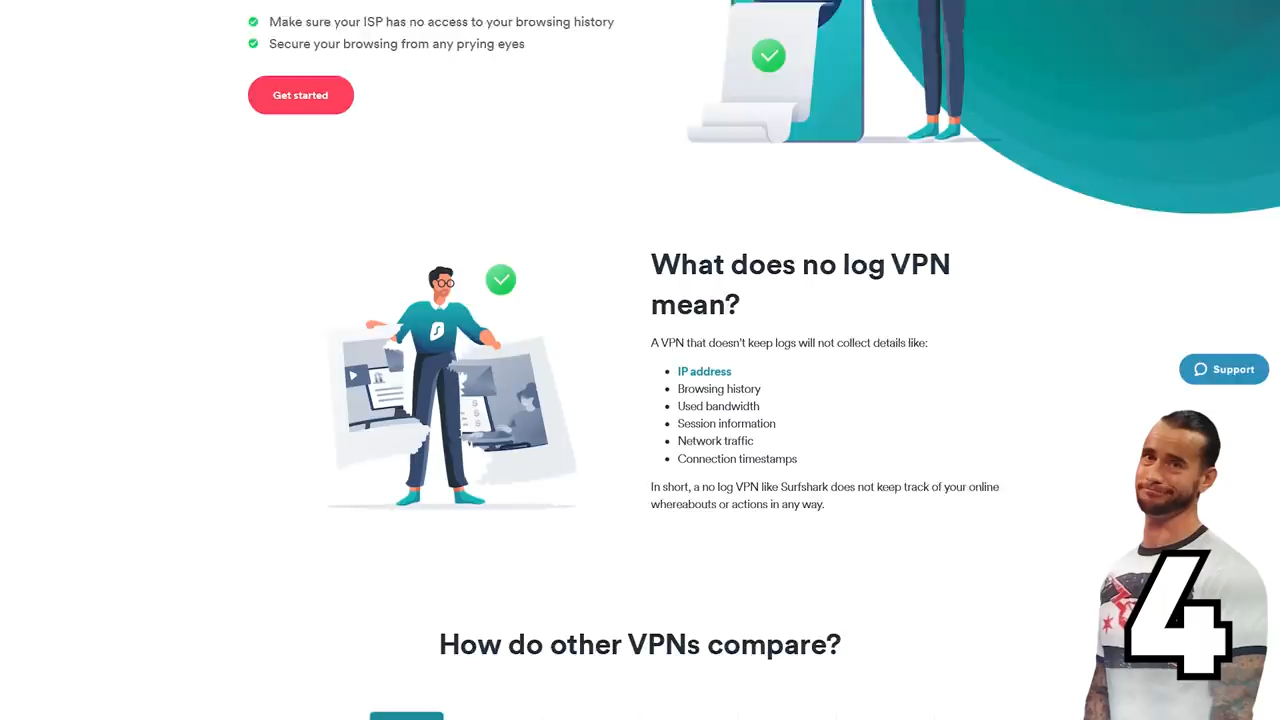 Make sure your ISP has no access to your browsing history
Secure your browsing from any prying eyes
Get started
What does no log VPN
mean?
A VPN that doesn't keep logs will not collect details like:
IP address
Browsing history
Used bandwidth
Session information
Network traffic
Connection timestamps
In short, a no log VPN like Surfshark does not keep track of your online
whereabouts or actions in any way.
Support
4
How do other VPNs compare?